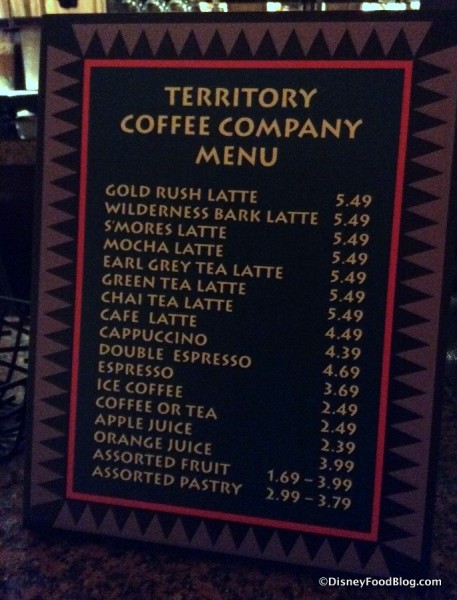 TERRITORY
COFFEE COMPANY
MENU
GOLD RUSH LATTE 5.49
WILDERNESS BARK LATTE 5.49
S'MORES LATTE 5.49
MOCHA LATTE 5.49
EARL GREY TEA LATTE 5.49
GREEN TEA LATTE 5.49
CHAI TEA LATTE 5.49
CAFE LATTE 4.49
CAPPUCCINO 4.39
DOUBLE ESPRESSO 4.69
ESPRESSO 3.69
ICE COFFEE 2.49
COFFEE OR TEA 2.49
APPLE JUICE 2.39
ORANGE JUICE 3.99
ASSORTED FRUIT 1.69 – 3.99
ASSORTED PASTRY 2.99 – 3.79
©DisneyFoodBlog.com